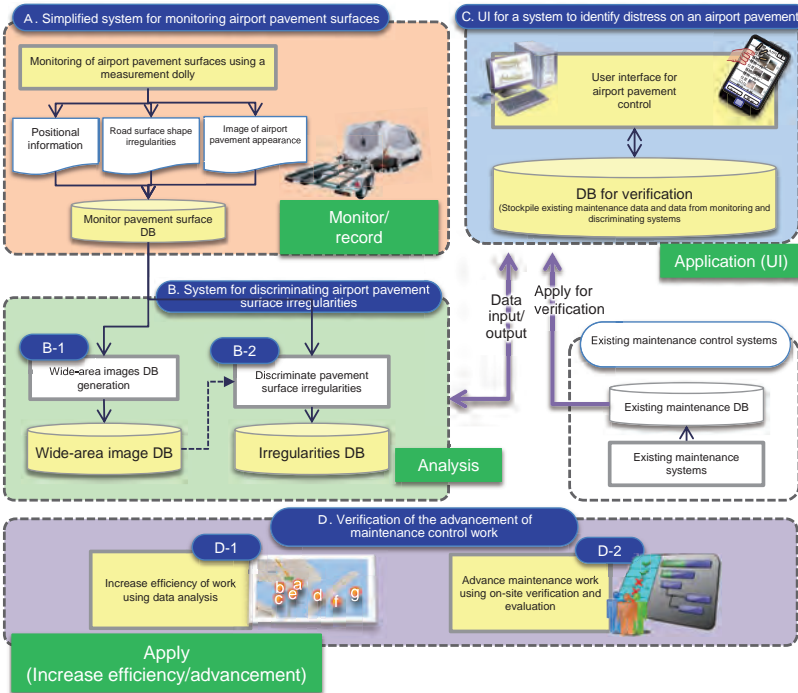 A. Simplified system for monitoring airport pavement surfaces
Monitoring of airport pavement surfaces using a
measurement dolly
Positional
information
Road surface shape
irregularities
Image of airport
pavement appearance
Monitor pavement surface
DB
Monitor/
record
C. UI for a system to identify distress on an airport pavement
User interface for
airport pavement
control
DB for verification
(Stockpile existing maintenance data and data from monitoring and
discriminating systems
Application (UI)
B. System for discriminating airport pavement
surface irregularities
B-1
Wide-area images DB
generation
Wide-area image DB
B-2
Discriminate pavement
surface irregularities
Irregularities DB
Analysis
Data
input/
output
Apply for
verification
Existing maintenance control systems
Existing maintenance DB
Existing maintenance
systems
D. Verification of the advancement of
maintenance control work
D-1
Increase efficiency of work
using data analysis
a
b
c
e
d
f
g
D-2
Advance maintenance work
using on-site verification and
evaluation
Apply
(Increase efficiency/advancement)